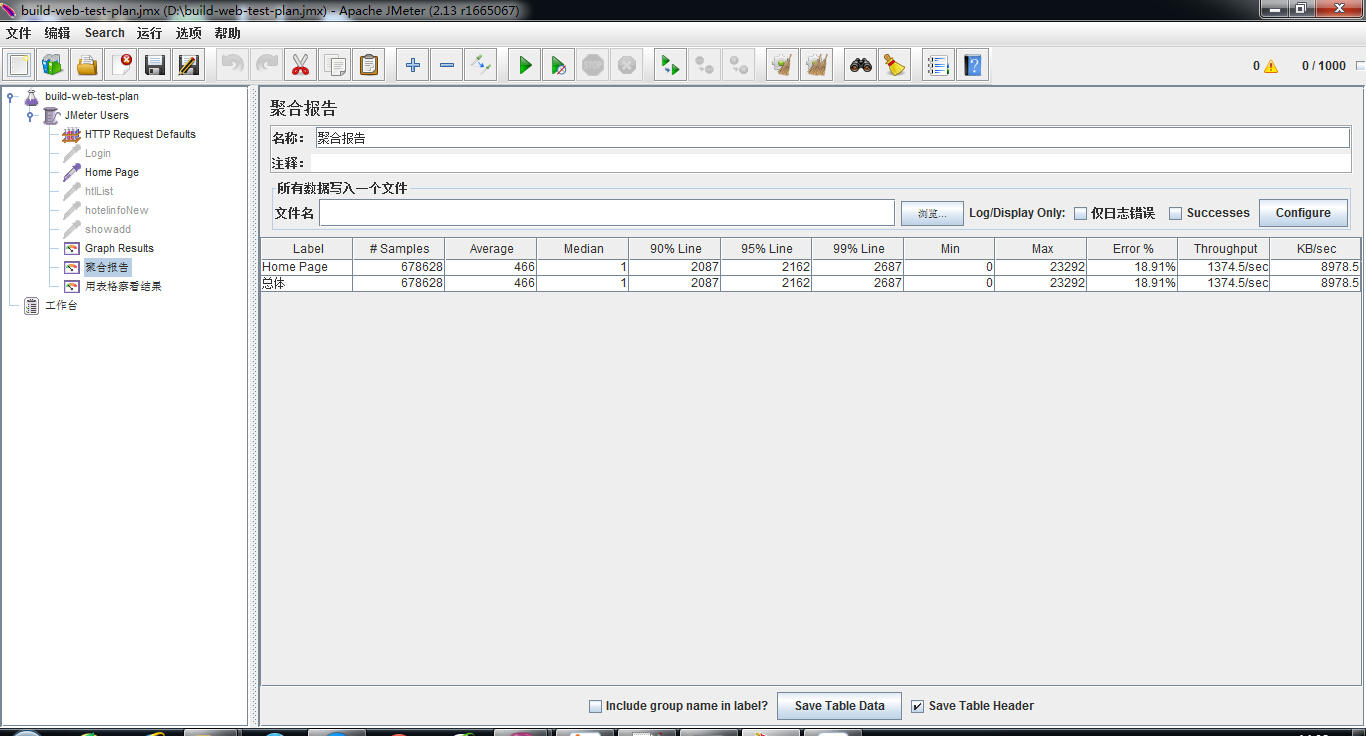 build-web-test-plan.jmx (D:\build-web-test-plan.jmx) - Apache JMeter (2.13 r1665067)
文件 编辑 Search 运行 选项 帮助
STOP
0 0 / 1000
build-web-test-plan
JMeter Users
HTTP Request Defaults
Login
Home Page
htlList
hotelinfoNew
showadd
Graph Results
聚合报告
用表格察看结果
工作台
聚合报告
名称： 聚合报告
注释：
所有数据写入一个文件
文件名 浏览... Log/Display Only: 仅日志错误 Successes Configure
Label # Samples Average Median 90% Line 95% Line 99% Line Min Max Error % Throughput KB/sec
Home Page 678628 466 1 2087 2162 2687 0 23292 18.91% 1374.5/sec 8978.5
总体 678628 466 1 2087 2162 2687 0 23292 18.91% 1374.5/sec 8978.5
Include group name in label? Save Table Data Save Table Header